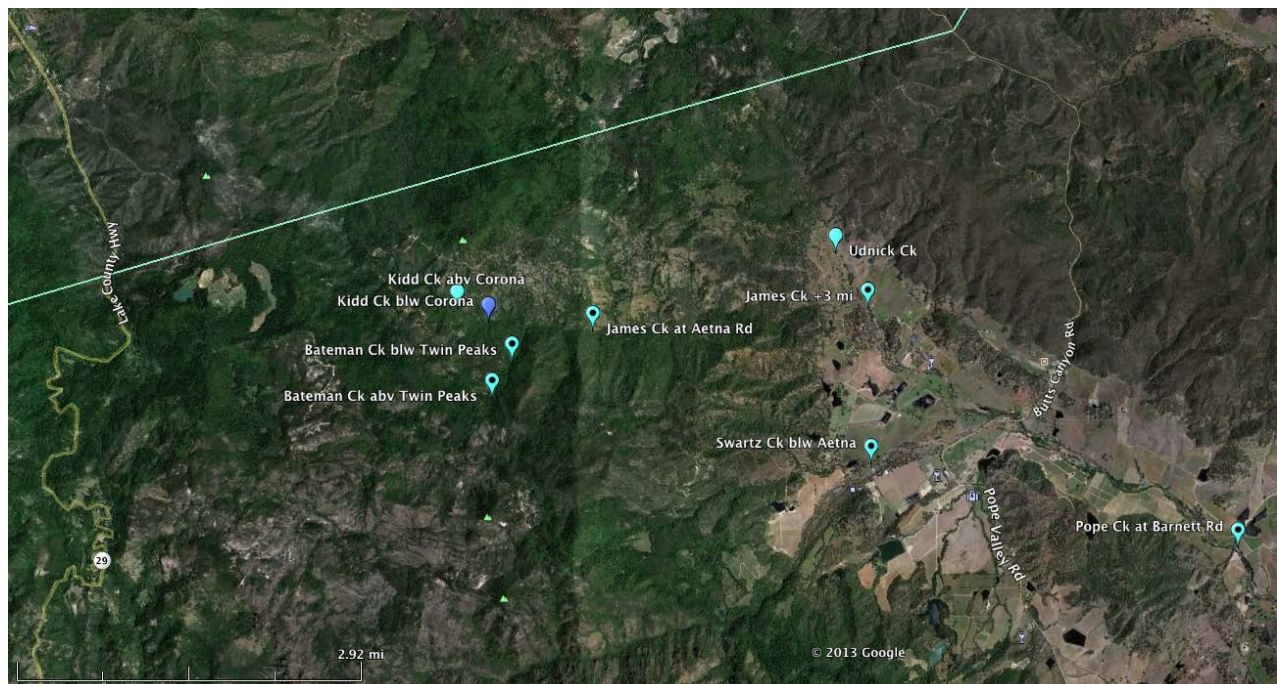 Lake County Hwy
Udnick Ck
Kidd Ck abv Corona
James Ck +3 mi
Kidd Ck blw Corona
James Ck at Aetna Rd
Bateman Ck blw Twin Peaks
Butts Canyon Rd
Bateman Ck abv Twin Peaks
Swartz Ck blw Aetna
Pope Valley Rd
Pope Ck at Barnett Rd
29
2.92 mi
© 2013 Google